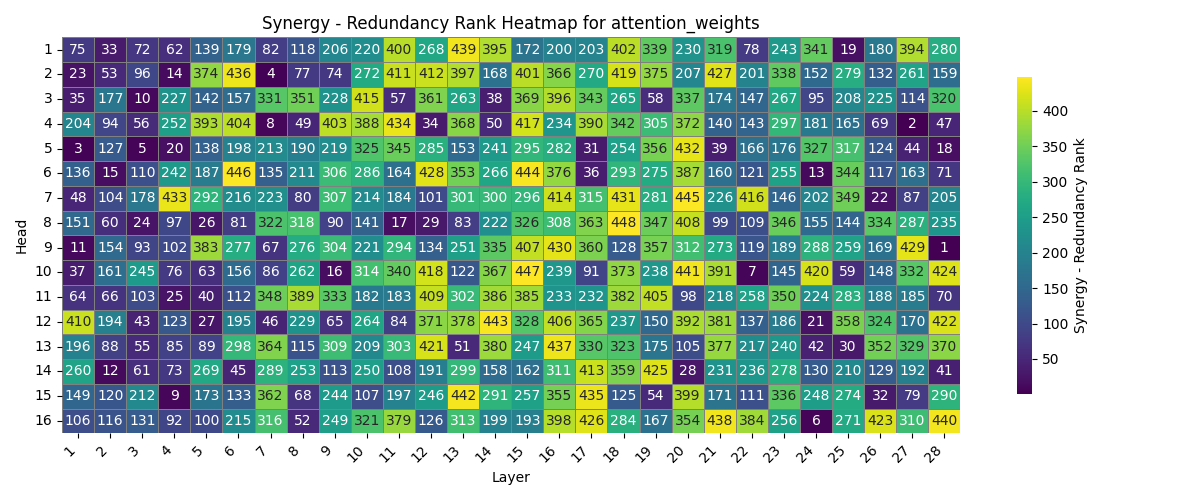 Synergy - Redundancy Rank Heatmap for attention_weights
1 75 33 72 62 139 179 82 118 206 220 400 268 439 395 172 200 203 402 339 230 319 78 243 341 19 180 394 280
2 23 53 96 14 374 436 4 77 74 272 411 412 397 168 401 366 270 419 375 207 427 201 338 152 279 132 261 159
3 35 177 10 227 142 157 331 351 228 415 57 361 263 38 369 396 343 265 58 337 174 147 267 95 208 225 114 320
4 204 94 56 252 393 404 8 49 403 388 434 34 368 50 417 234 390 342 305 372 140 143 297 181 165 69 2 47
5 3 127 5 20 138 198 213 190 219 325 345 285 153 241 295 282 31 254 356 432 39 166 176 327 317 124 44 18
6 136 15 110 242 187 446 135 211 306 286 164 428 353 266 444 376 36 293 275 387 160 121 255 13 344 117 163 71
7 48 104 178 433 292 216 223 80 307 214 184 101 301 300 296 414 315 431 281 445 226 416 146 202 349 22 87 205
8 151 60 24 97 26 81 322 318 90 141 17 29 83 222 326 308 363 448 347 408 99 109 346 155 144 334 287 235
9 11 154 93 102 383 277 67 276 304 221 294 134 251 335 407 430 360 128 357 312 273 119 189 288 259 169 429 1
10 37 161 245 76 63 156 86 262 16 314 340 418 122 367 447 239 91 373 238 441 391 7 145 420 59 148 332 424
11 64 66 103 25 40 112 348 389 333 182 183 409 302 386 385 233 232 382 405 98 218 258 350 224 283 188 185 70
12 410 194 43 123 27 195 46 229 65 264 84 371 378 443 328 406 365 237 150 392 381 137 186 21 358 324 170 422
13 196 88 55 85 89 298 364 115 309 209 303 421 51 380 247 437 330 323 175 105 377 217 240 42 30 352 329 370
14 260 12 61 73 269 45 289 253 113 250 108 191 299 158 162 311 413 359 425 28 231 236 278 130 210 129 192 41
15 149 120 212 9 173 133 362 68 244 107 197 246 442 291 257 355 435 125 54 399 171 111 336 248 274 32 79 290
16 106 116 131 92 100 215 316 52 249 321 379 126 313 199 193 398 426 284 167 354 438 384 256 6 271 423 310 440
1 2 3 4 5 6 7 8 9 10 11 12 13 14 15 16 17 18 19 20 21 22 23 24 25 26 27 28
Layer
Head
400
350
300
250
200
150
100
50
Synergy - Redundancy Rank